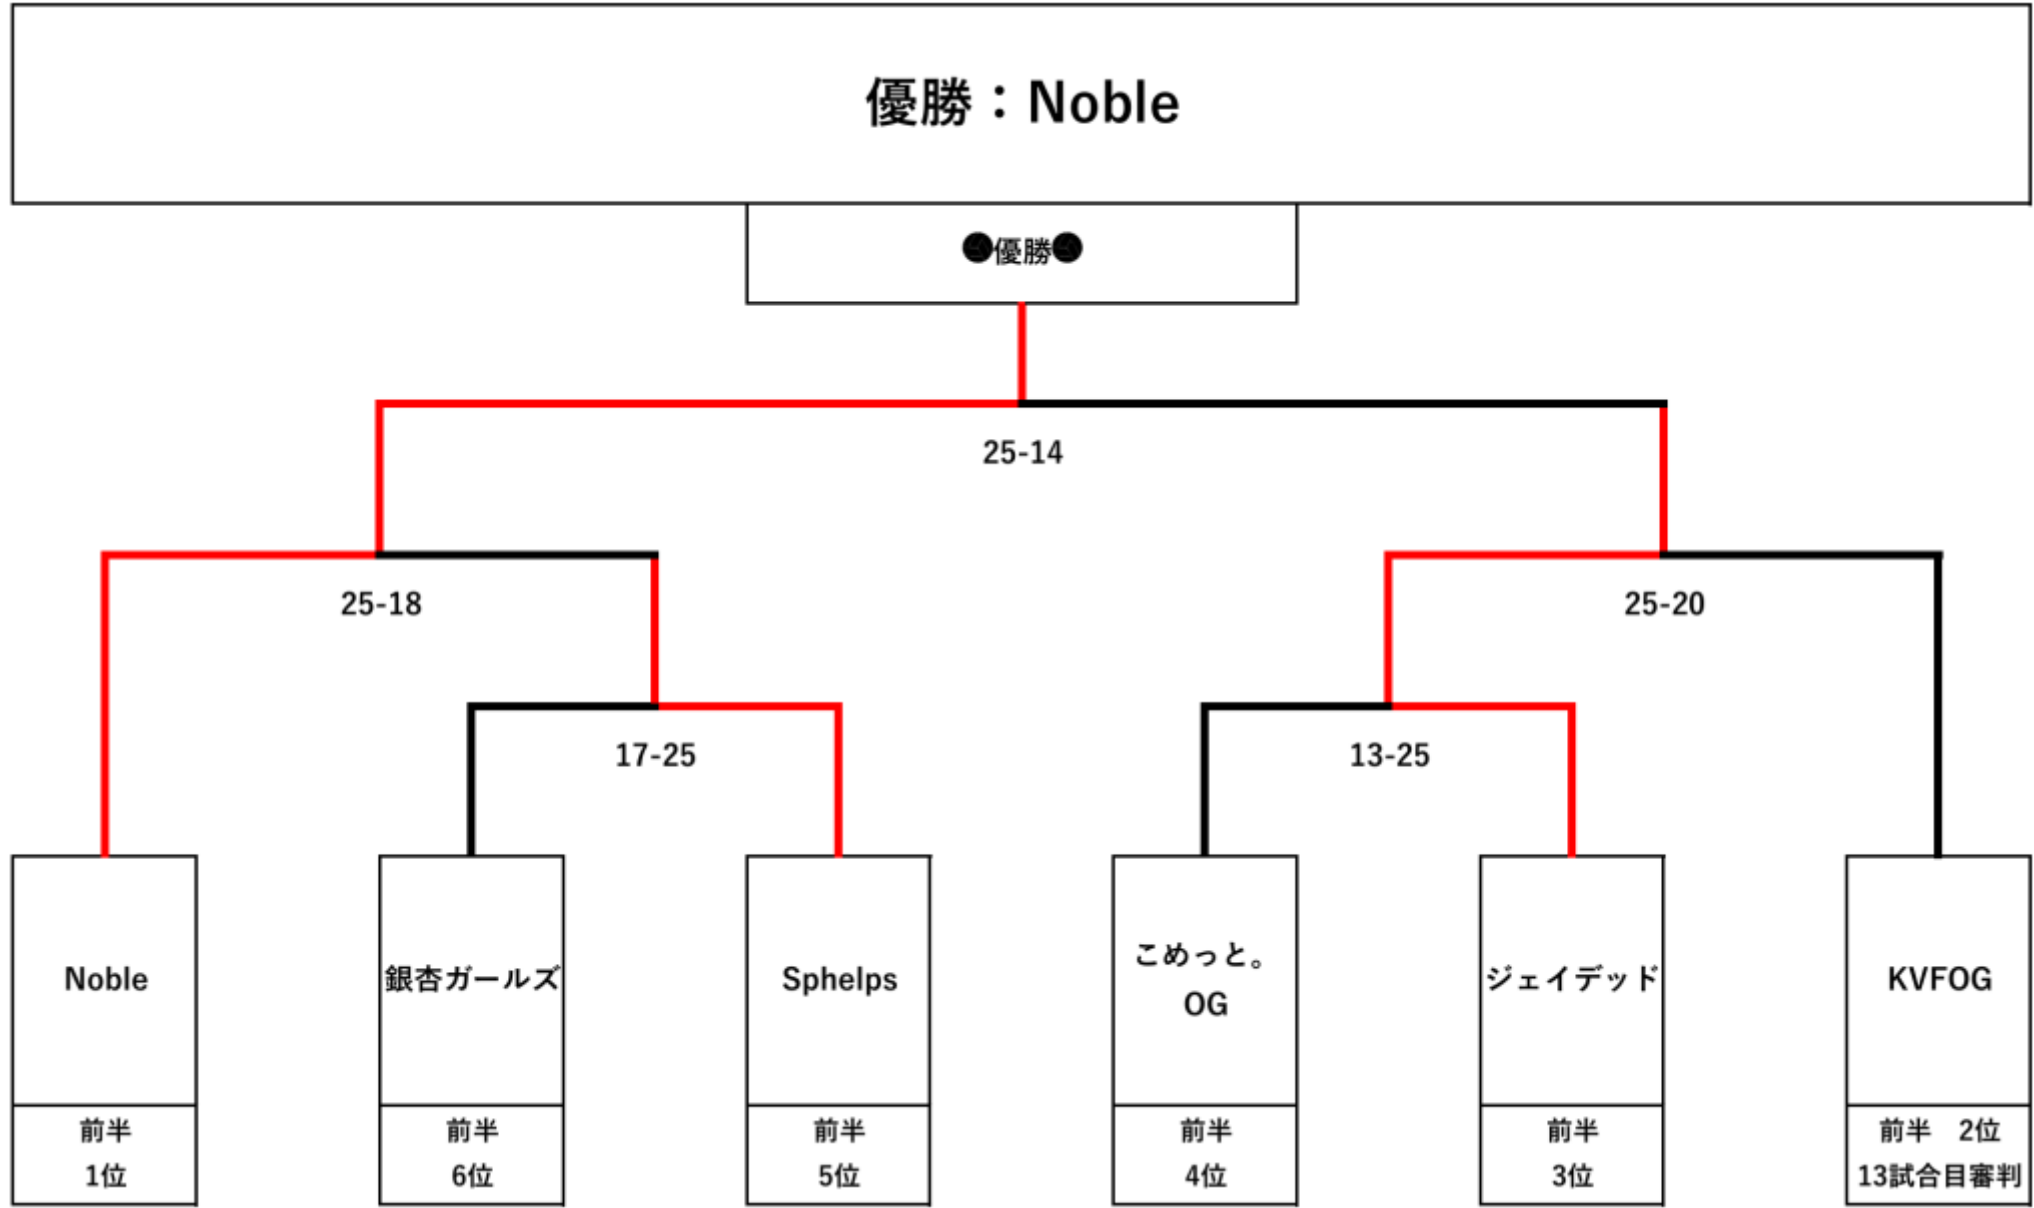 優勝：Noble
優勝
25-14
25-18
25-20
17-25
13-25
Noble
銀杏ガールズ
Sphelps
こめっと。
OG
ジェイデッド
KVFOG
前半
1位
前半
6位
前半
5位
前半
4位
前半
3位
前半　2位
13試合目審判